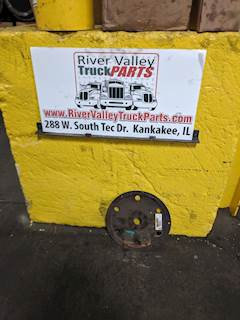 River Valley
TruckPARTS
www.RiverValleyTruckParts.com
288 W. South Tec Dr. Kankakee, IL